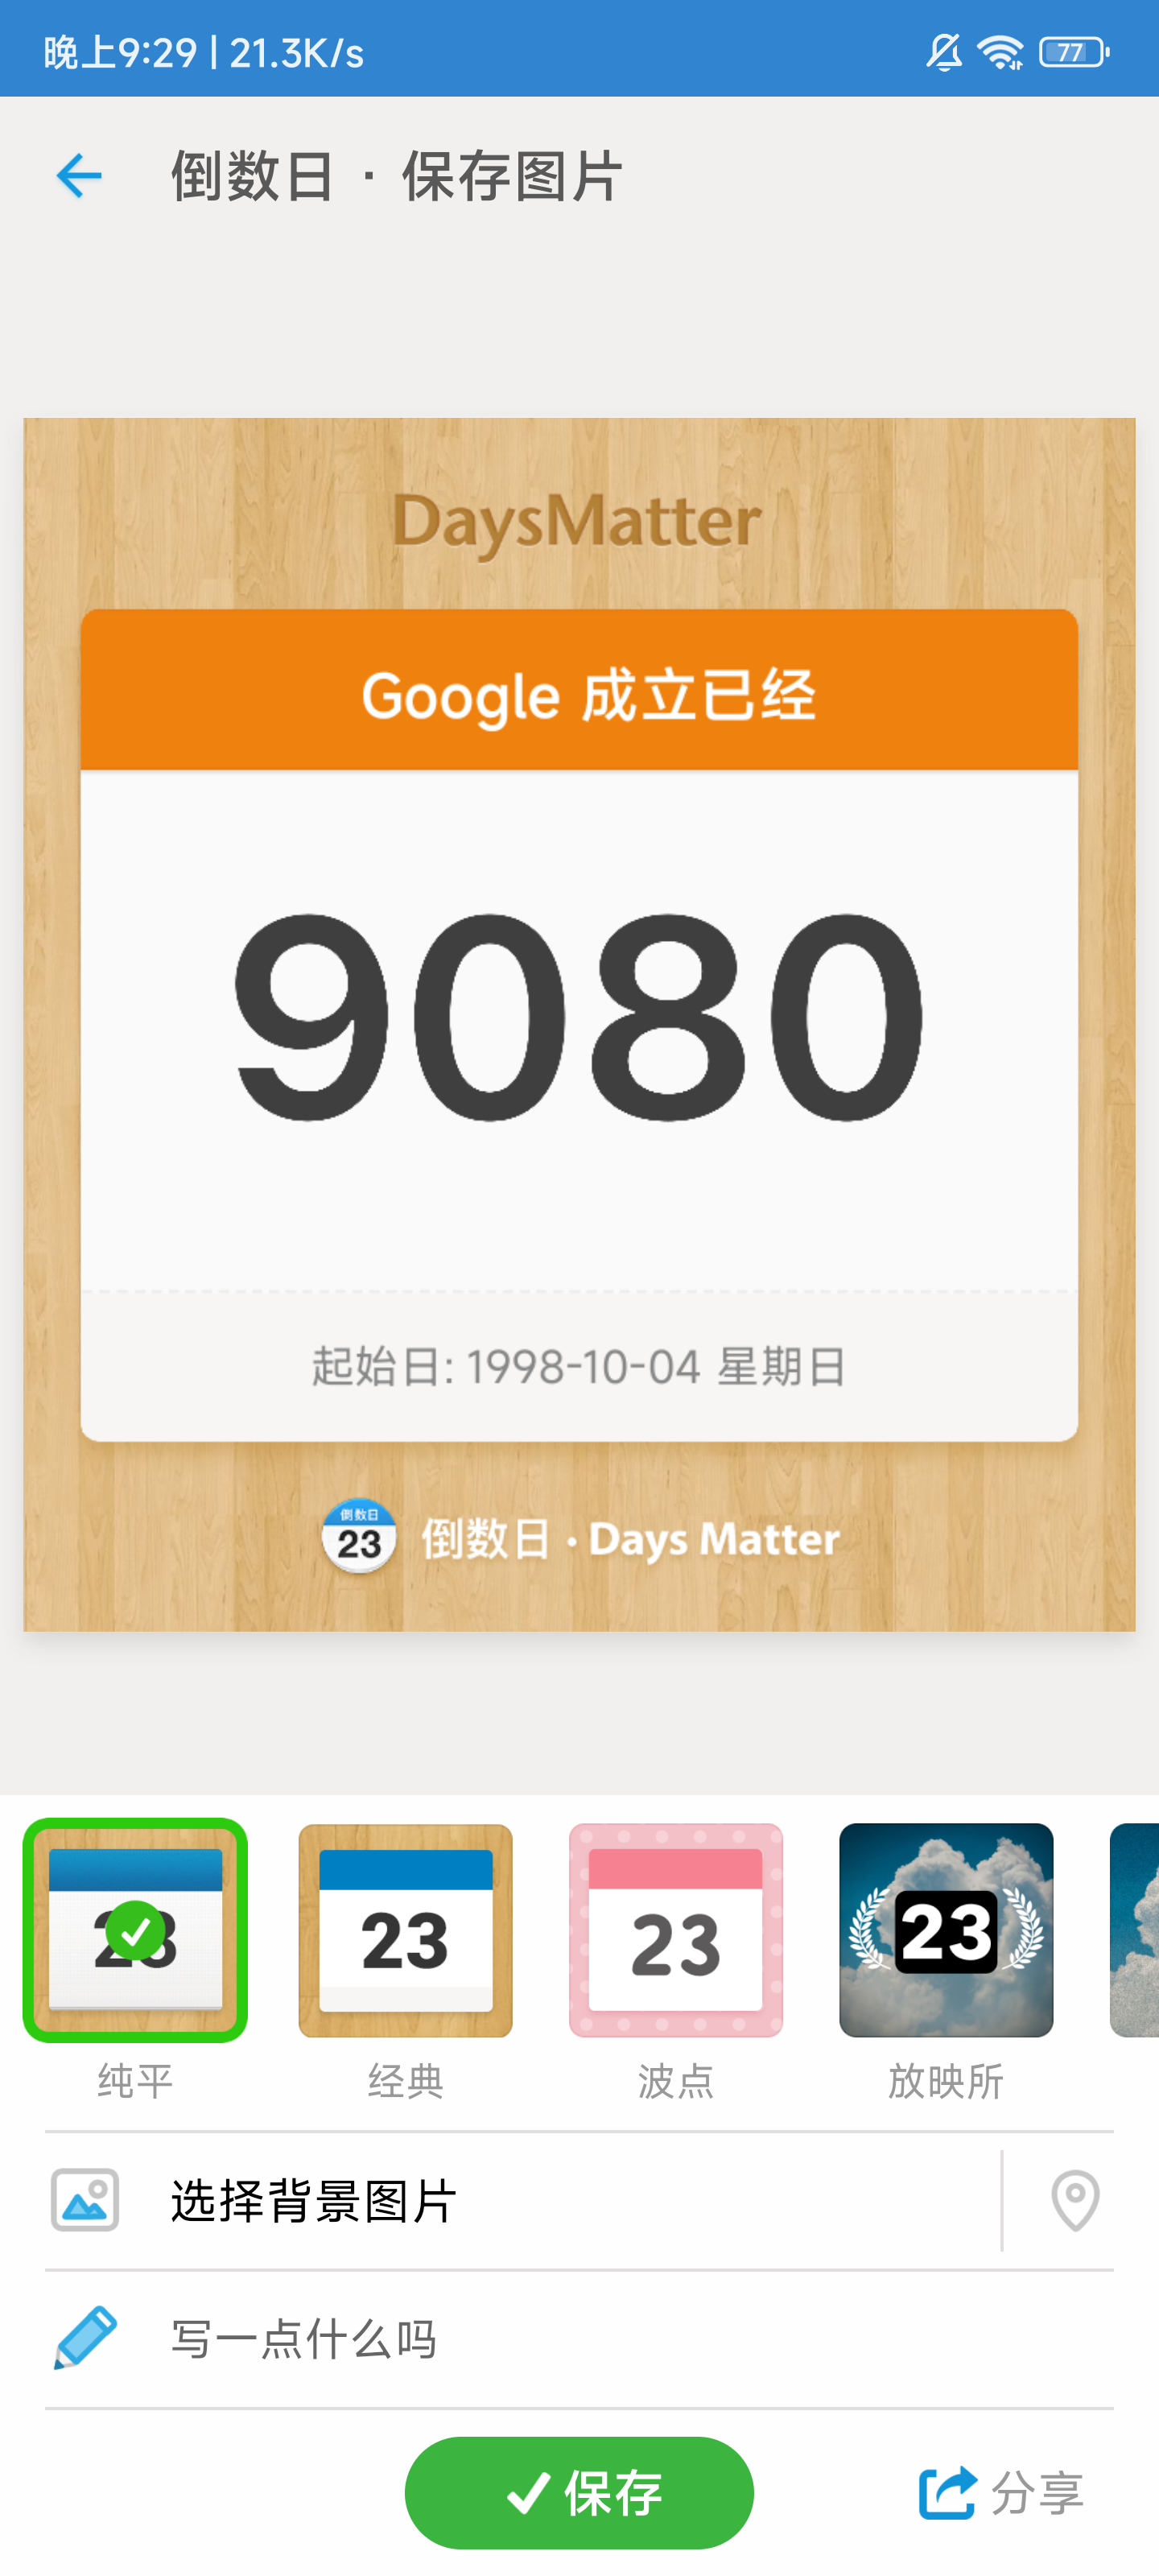 晚上9:29 | 21.3K/s
77
倒数日 · 保存图片
DaysMatter
Google 成立已经
9080
起始日: 1998-10-04 星期日
倒数日
23
倒数日 · Days Matter
23 23 23 23
纯平 经典 波点 放映所
选择背景图片
写一点什么吗
保存 分享